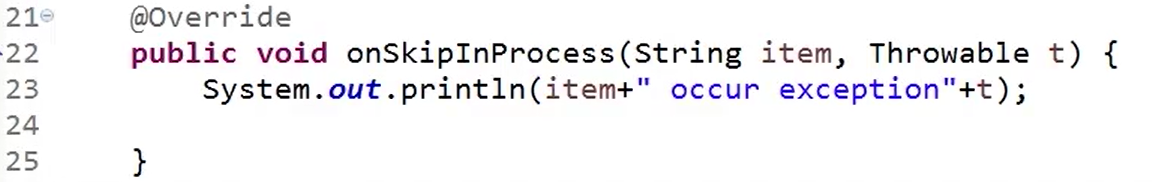 21 @Override
22 public void onSkipInProcess(String item, Throwable t) {
23 System.out.println(item+" occur exception"+t);
24
25 }